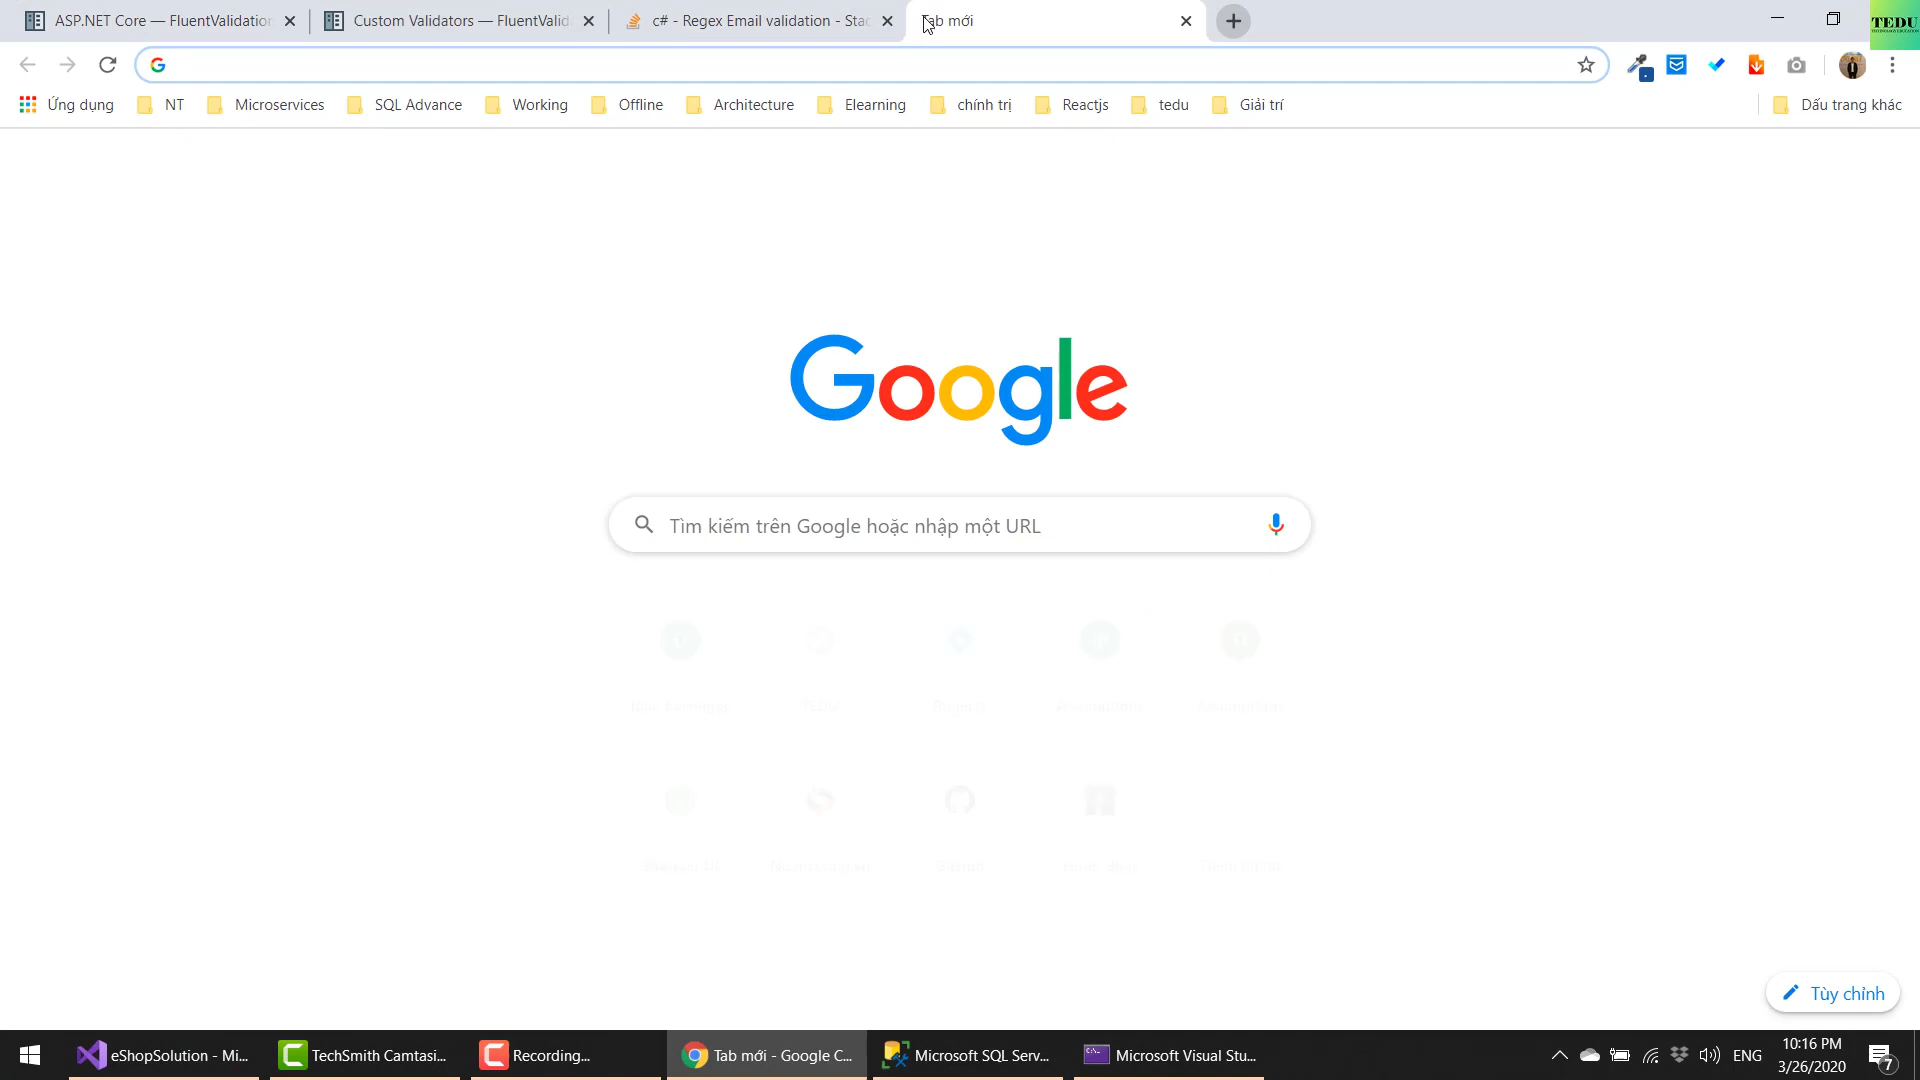 ASP.NET Core — FluentValidation
Custom Validators — FluentValid
c# - Regex Email validation - Stac
Tab mới
TEDU
Ứng dụng
NT
Microservices
SQL Advance
Working
Offline
Architecture
Elearning
chính trị
Reactjs
tedu
Giải trí
Dấu trang khác
Google
Tìm kiếm trên Google hoặc nhập một URL
Tùy chỉnh
eShopSolution - Mi...
TechSmith Camtasi...
Recording...
Tab mới - Google C...
Microsoft SQL Serv...
Microsoft Visual Stu...
ENG
10:16 PM
3/26/2020
7